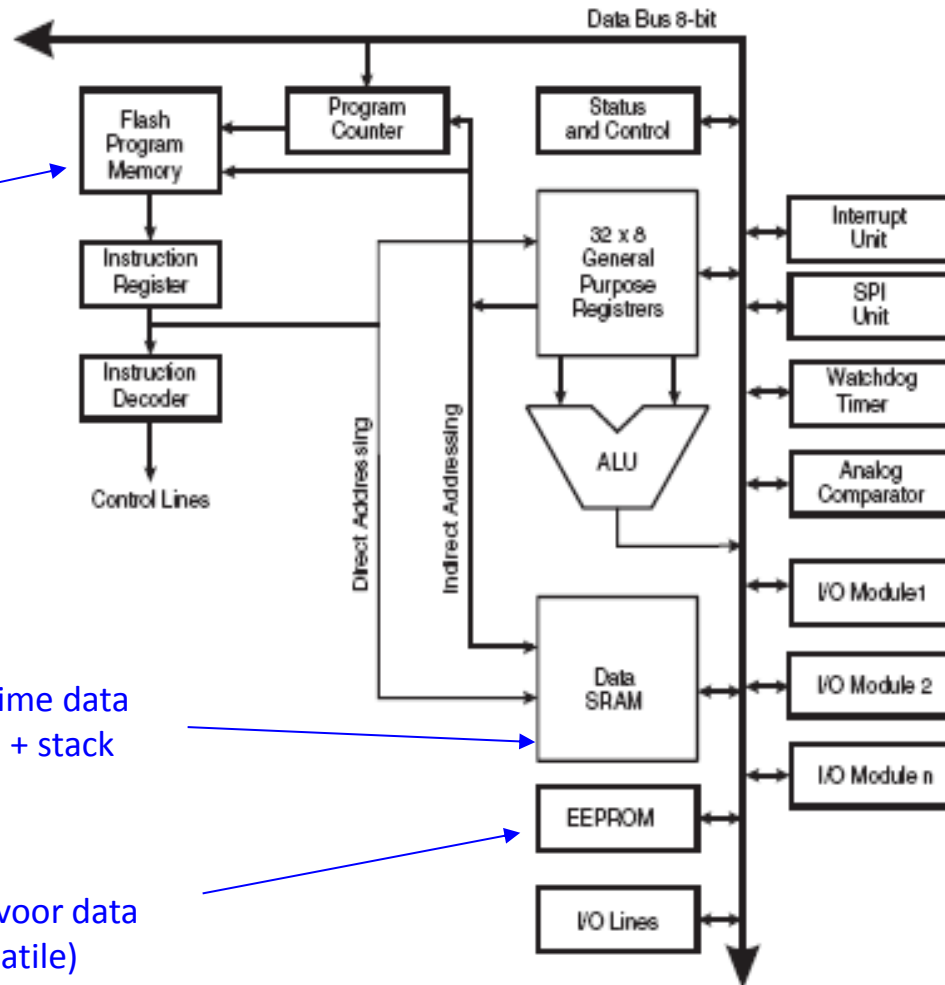 Data Bus 8-bit
Flash
Program
Memory
Program
Counter
Status
and Control
Interrupt
Unit
32 x 8
General
Purpose
Registrers
Instruction
Register
SPI
Unit
Instruction
Decoder
Watchdog
Timer
ALU
Analog
Comparator
Control Lines
Direct Addressing
Indirect Addressing
I/O Module1
Data
SRAM
I/O Module 2
ime data
+ stack
I/O Module n
EEPROM
voor data
atile)
I/O Lines